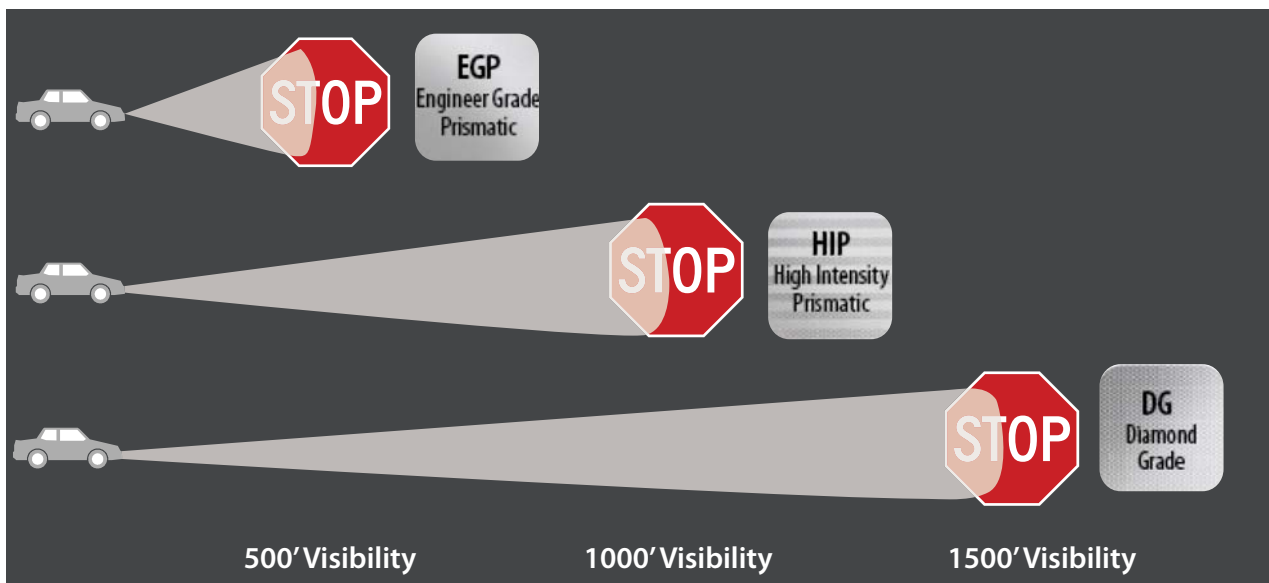 STOP
EGP
Engineer Grade
Prismatic
STOP
HIP
High Intensity
Prismatic
STOP
DG
Diamond
Grade
500’ Visibility
1000’ Visibility
1500’ Visibility